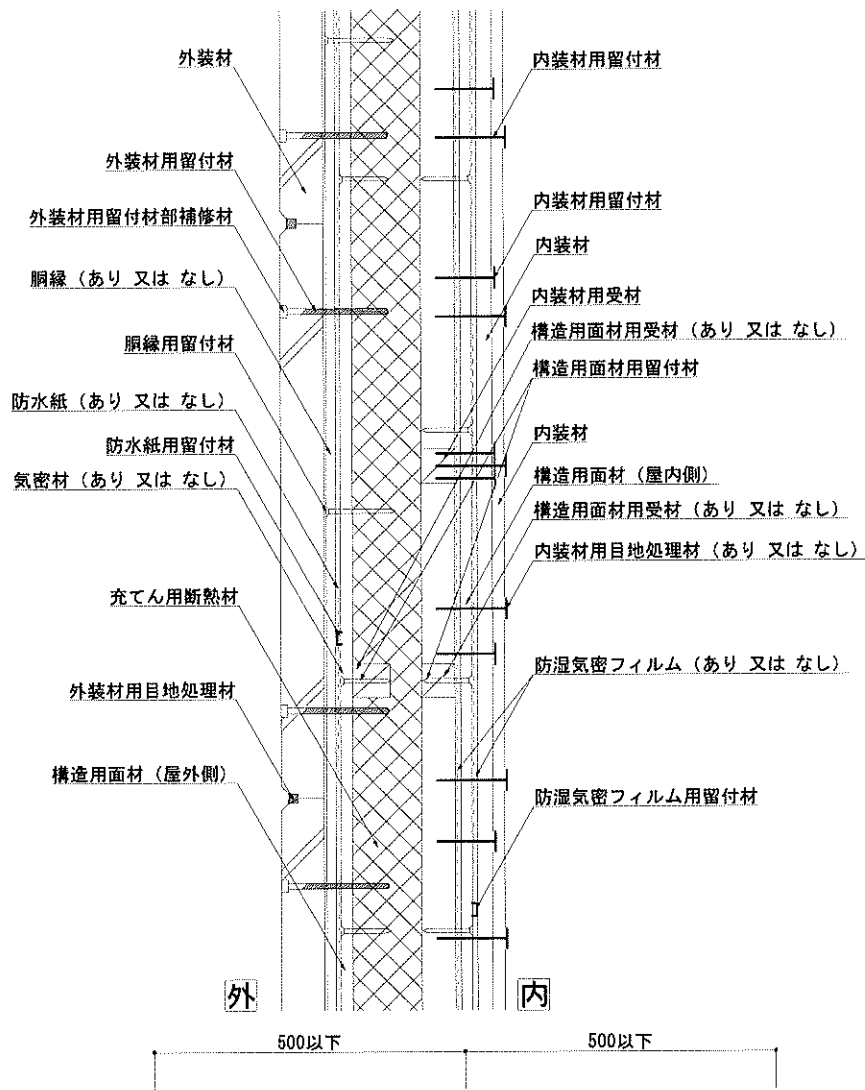 外装材
外装材用留付材
外装材用留付材部補修材
胴縁（あり 又は なし）
胴縁用留付材
防水紙（あり 又は なし）
防水紙用留付材
気密材（あり 又は なし）
充てん用断熱材
外装材用目地処理材
構造用面材（屋外側）
内装材用留付材
内装材用留付材
内装材
内装材用受材
構造用面材用受材（あり 又は なし）
構造用面材用留付材
内装材
構造用面材（屋内側）
構造用面材用受材（あり 又は なし）
内装材用目地処理材（あり 又は なし）
防湿気密フィルム（あり 又は なし）
防湿気密フィルム用留付材
外
内
500以下
500以下